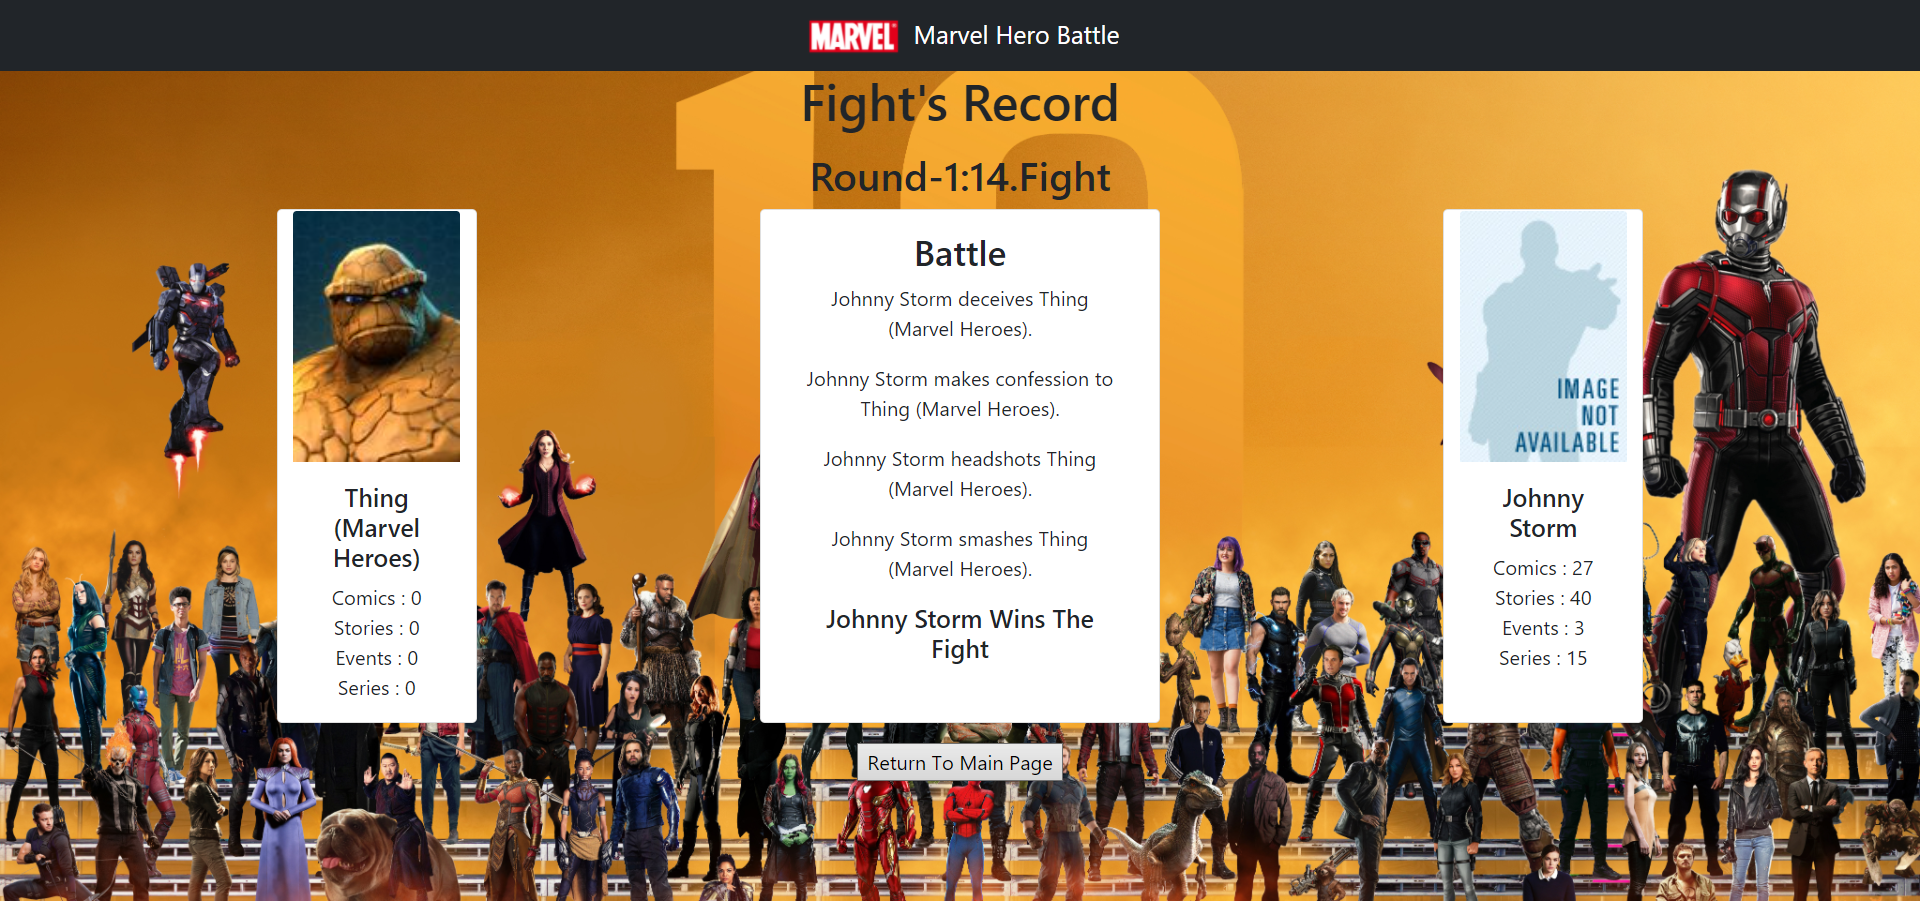 MARVEL Marvel Hero Battle
Fight's Record
Round-1:14.Fight
Thing
(Marvel
Heroes)
Comics : 0
Stories : 0
Events : 0
Series : 0
Battle
Johnny Storm deceives Thing
(Marvel Heroes).
Johnny Storm makes confession to
Thing (Marvel Heroes).
Johnny Storm headshots Thing
(Marvel Heroes).
Johnny Storm smashes Thing
(Marvel Heroes).
Johnny Storm Wins The
Fight
IMAGE
NOT
AVAILABLE
Johnny
Storm
Comics : 27
Stories : 40
Events : 3
Series : 15
Return To Main Page